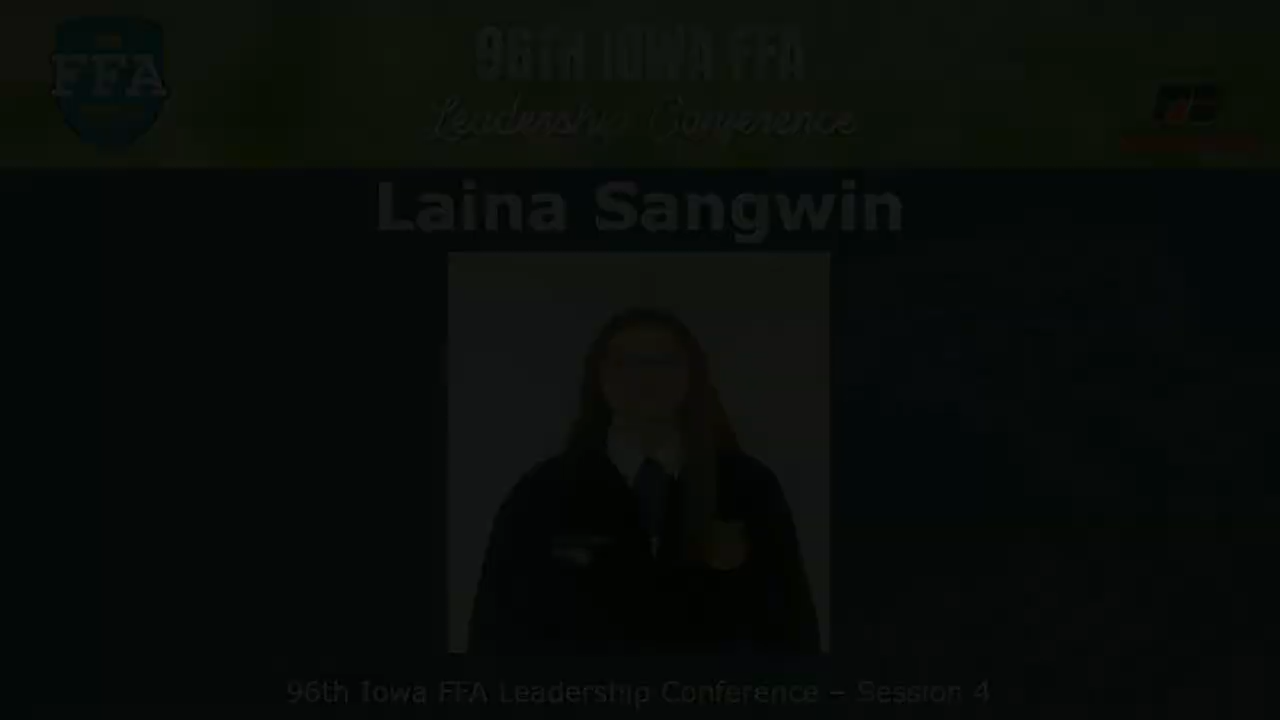 FFA
96TH IOWA FFA
Leadership Conference
Laina Sangwin
96th Iowa FFA Leadership Conference – Session 4